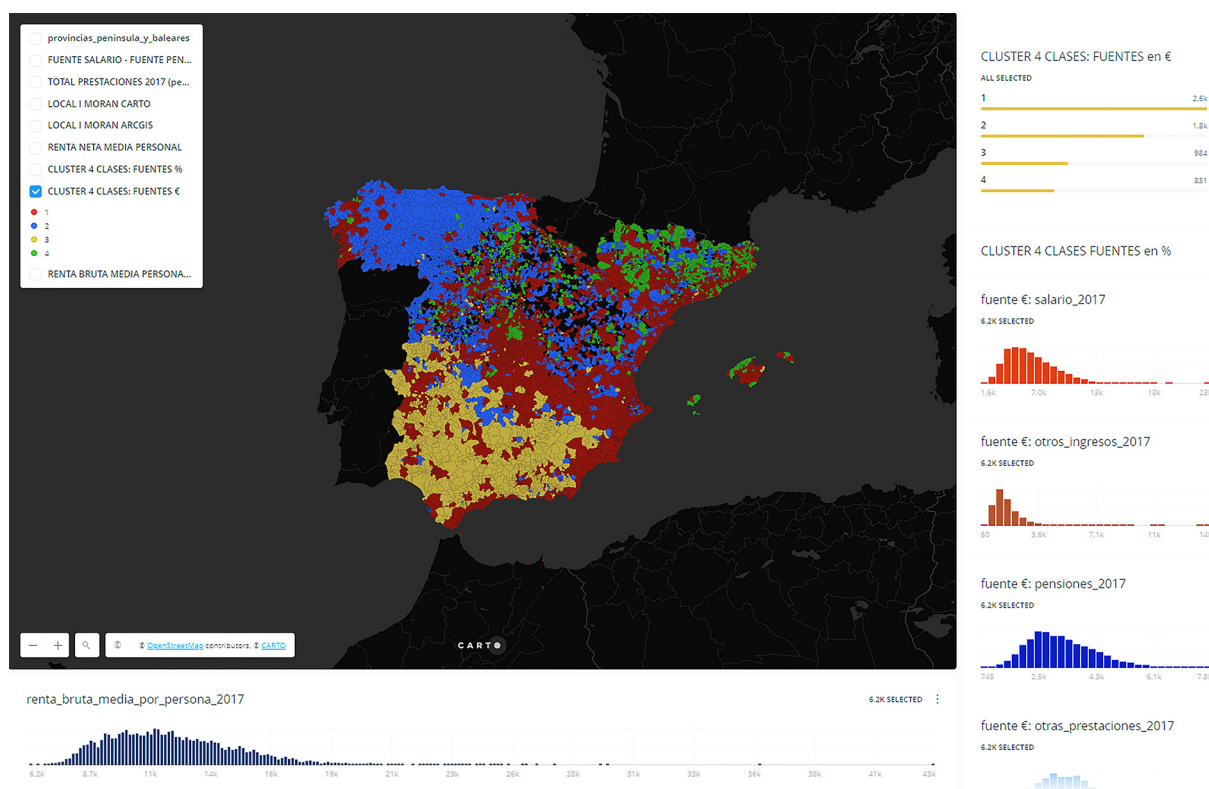 provincias_peninsula_y_baleares
FUENTE SALARIO - FUENTE PEN...
TOTAL PRESTACIONES 2017 (pe...
LOCAL I MORAN CARTO
LOCAL I MORAN ARCGIS
RENTA NETA MEDIA PERSONAL
CLUSTER 4 CLASES: FUENTES %
CLUSTER 4 CLASES: FUENTES €
1
2
3
4
RENTA BRUTA MEDIA PERSONA...
© © OpenStreetMap contributors, © CARTO
CARTO
CLUSTER 4 CLASES: FUENTES en €
ALL SELECTED
1 2.6k
2 1.8k
3 984
4 831
CLUSTER 4 CLASES FUENTES en %
fuente €: salario_2017
6.2K SELECTED
1.6k 7.0k 13k 18k 23
fuente €: otros_ingresos_2017
6.2K SELECTED
60 3.6k 7.1k 11k 14
fuente €: pensiones_2017
6.2K SELECTED
745 2.5k 4.3k 6.1k 7.8
fuente €: otras_prestaciones_2017
6.2K SELECTED
renta_bruta_media_por_persona_2017
6.2K SELECTED
6.2k 8.7k 11k 14k 16k 19k 21k 23k 26k 28k 31k 33k 36k 38k 41k 43k